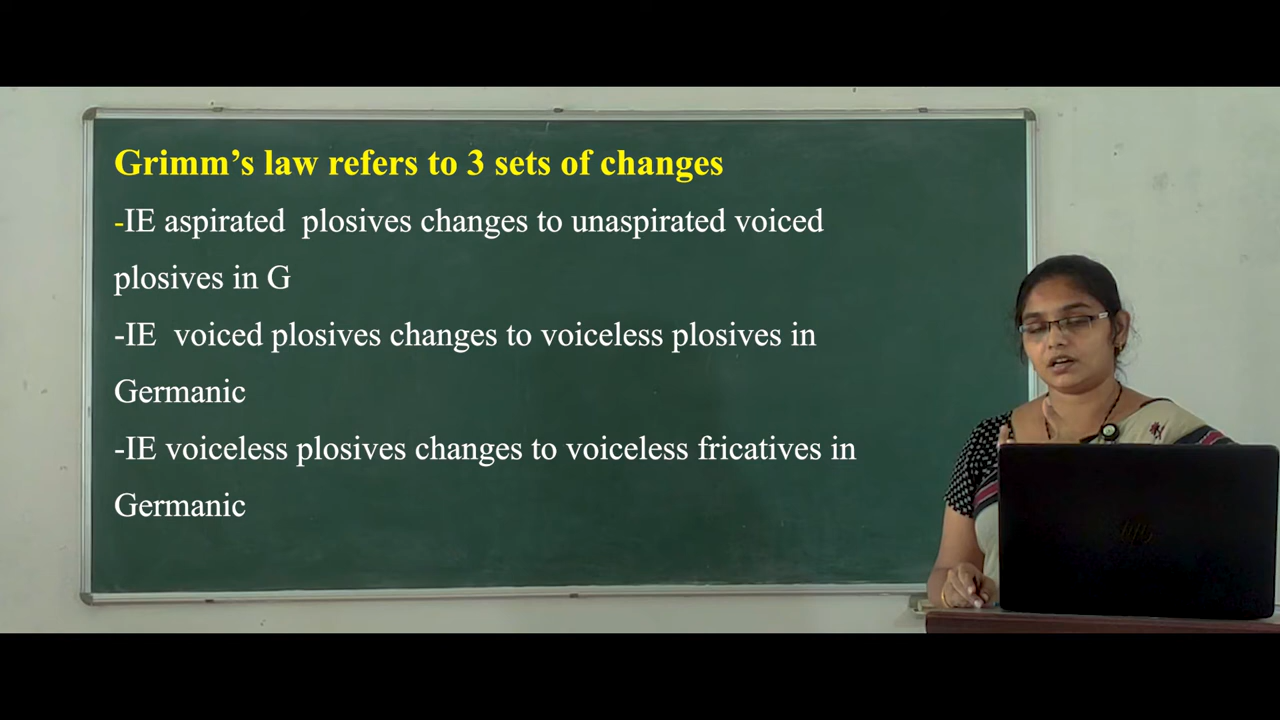 Grimm’s law refers to 3 sets of changes
-IE aspirated plosives changes to unaspirated voiced
plosives in G
-IE voiced plosives changes to voiceless plosives in
Germanic
-IE voiceless plosives changes to voiceless fricatives in
Germanic
hp